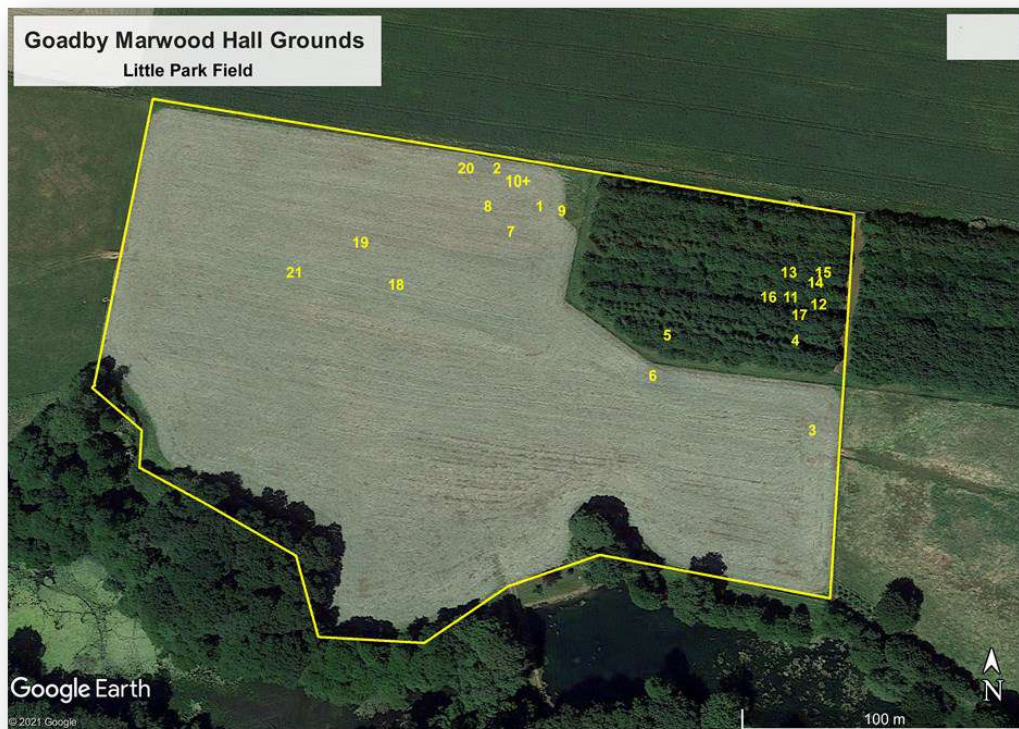 Goadby Marwood Hall Grounds
Little Park Field
20 2
10+
8 1 9
7
19
21
18
13 15
14
16 11
12
17
5
4
6
3
Google Earth
© 2021 Google
N
100 m